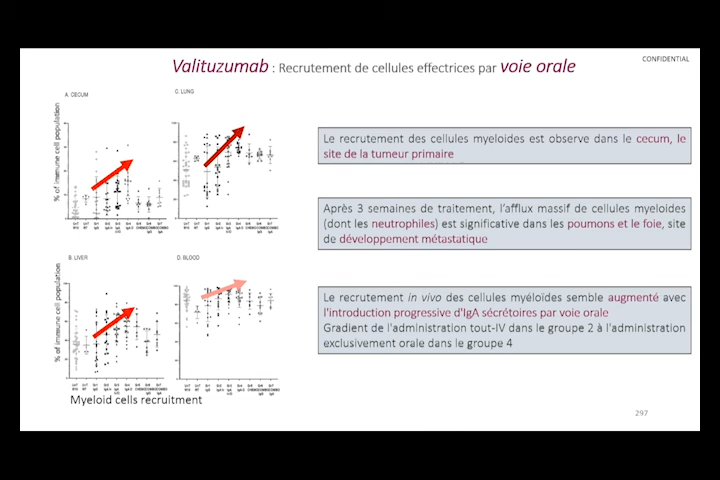 CONFIDENTIAL
Valituzumab : Recrutement de cellules effectrices par voie orale
A. CECUM
C. LUNG
% of immune cell population
B. LIVER
D. BLOOD
% of immune cell population
Myeloid cells recruitment
Le recrutement des cellules myeloides est observe dans le cecum, le
site de la tumeur primaire
Après 3 semaines de traitement, l'afflux massif de cellules myeloides
(dont les neutrophiles) est significative dans les poumons et le foie, site
de développement métastatique
Le recrutement in vivo des cellules myéloïdes semble augmenté avec
l'introduction progressive d'IgA sécrétoires par voie orale
Gradient de l'administration tout-IV dans le groupe 2 à l'administration
exclusivement orale dans le groupe 4
297